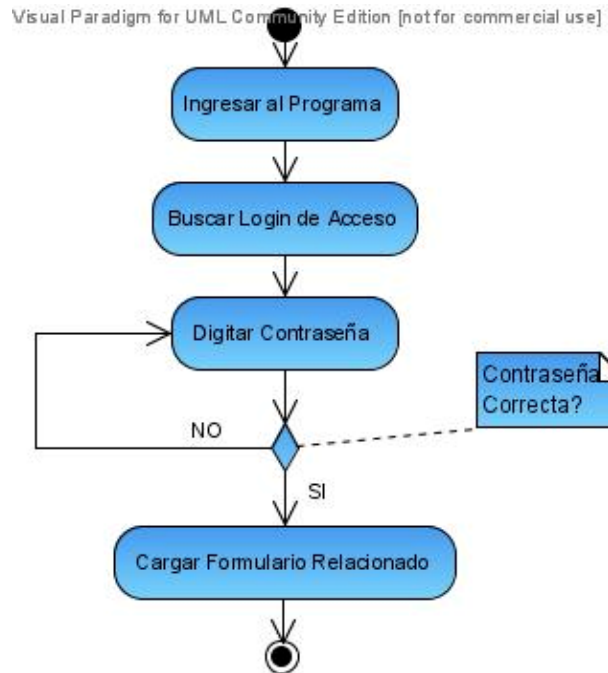 Visual Paradigm for UML Community Edition [not for commercial use]
Ingresar al Programa
Buscar Login de Acceso
Digitar Contraseña
Contraseña
Correcta?
NO
SI
Cargar Formulario Relacionado